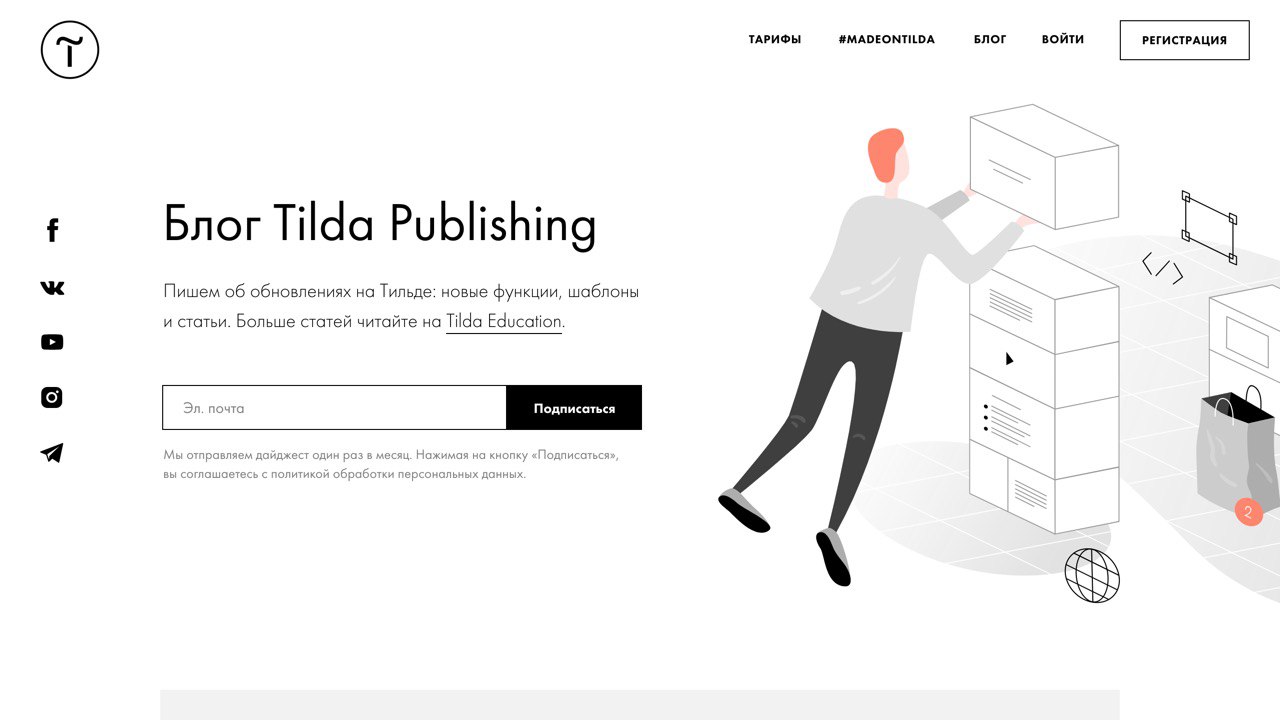 ТАРИФЫ #MADEONTILDA БЛОГ ВОЙТИ РЕГИСТРАЦИЯ
Блог Tilda Publishing
Пишем об обновлениях на Тильде: новые функции, шаблоны
и статьи. Больше статей читайте на Tilda Education.
Эл. почта Подписаться
Мы отправляем дайджест один раз в месяц. Нажимая на кнопку «Подписаться»,
вы соглашаетесь с политикой обработки персональных данных.
</>
2